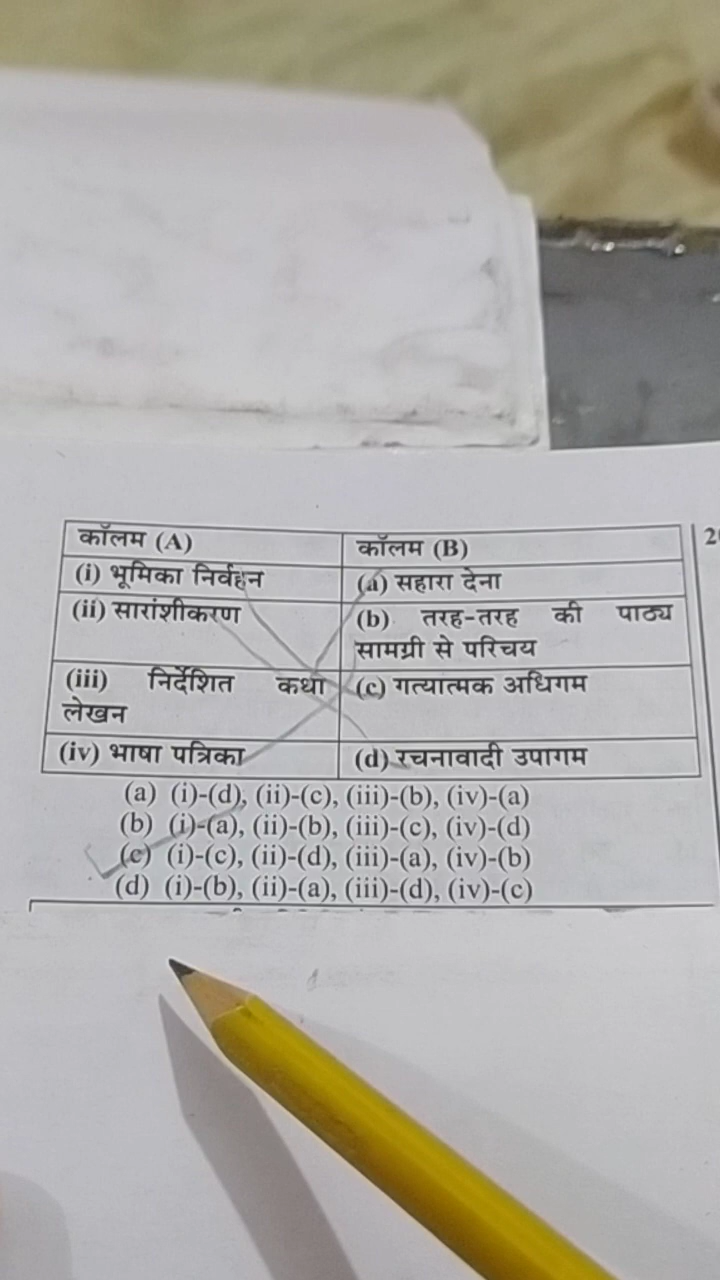 कॉलम (A) कॉलम (B)
(i) भूमिका निर्वहन (a) सहारा देना
(ii) सारांशीकरण (b) तरह-तरह की पाठ्य
सामग्री से परिचय
(iii) निर्देशित कथा (c) गत्यात्मक अधिगम
लेखन
(iv) भाषा पत्रिका (d) रचनावादी उपागम
(a) (i)-(d), (ii)-(c), (iii)-(b), (iv)-(a)
(b) (i)-(a), (ii)-(b), (iii)-(c), (iv)-(d)
(c) (i)-(c), (ii)-(d), (iii)-(a), (iv)-(b)
(d) (i)-(b), (ii)-(a), (iii)-(d), (iv)-(c)